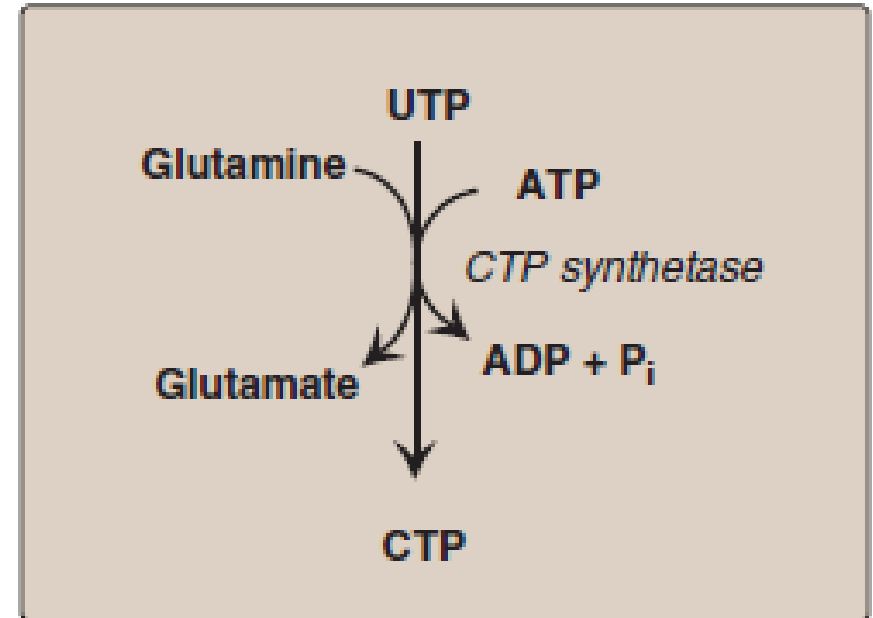 UTP
Glutamine
ATP
CTP synthetase
ADP + Pi
Glutamate
CTP